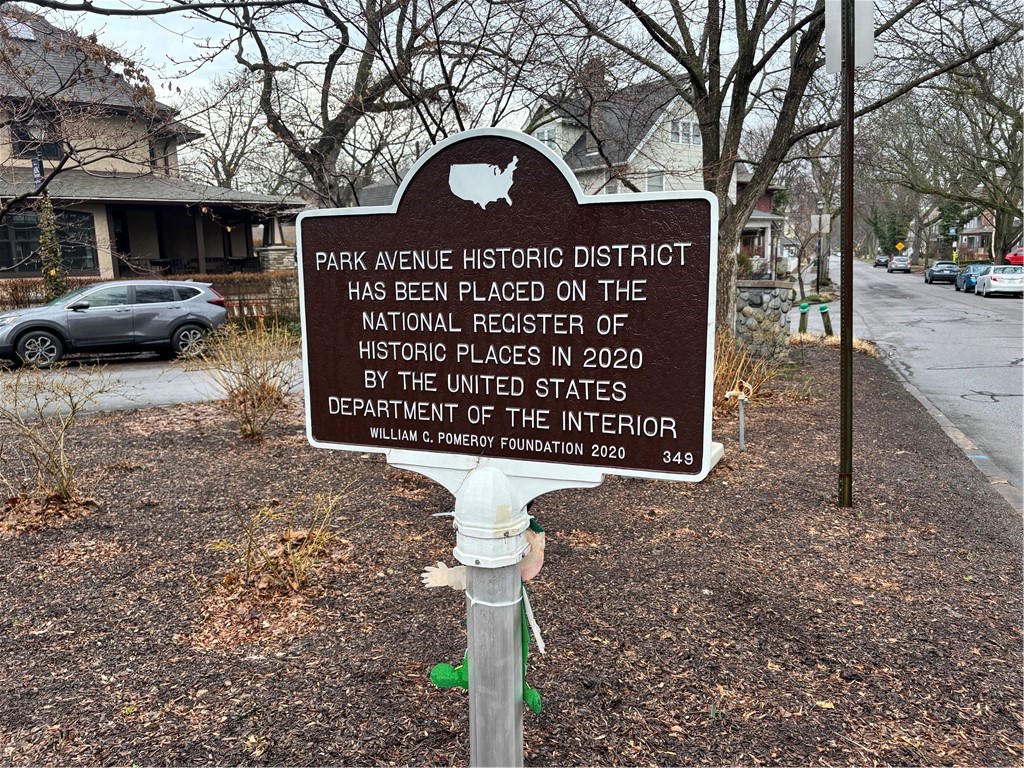 PARK AVENUE HISTORIC DISTRICT
HAS BEEN PLACED ON THE
NATIONAL REGISTER OF
HISTORIC PLACES IN 2020
BY THE UNITED STATES
DEPARTMENT OF THE INTERIOR
WILLIAM G. POMEROY FOUNDATION 2020 349